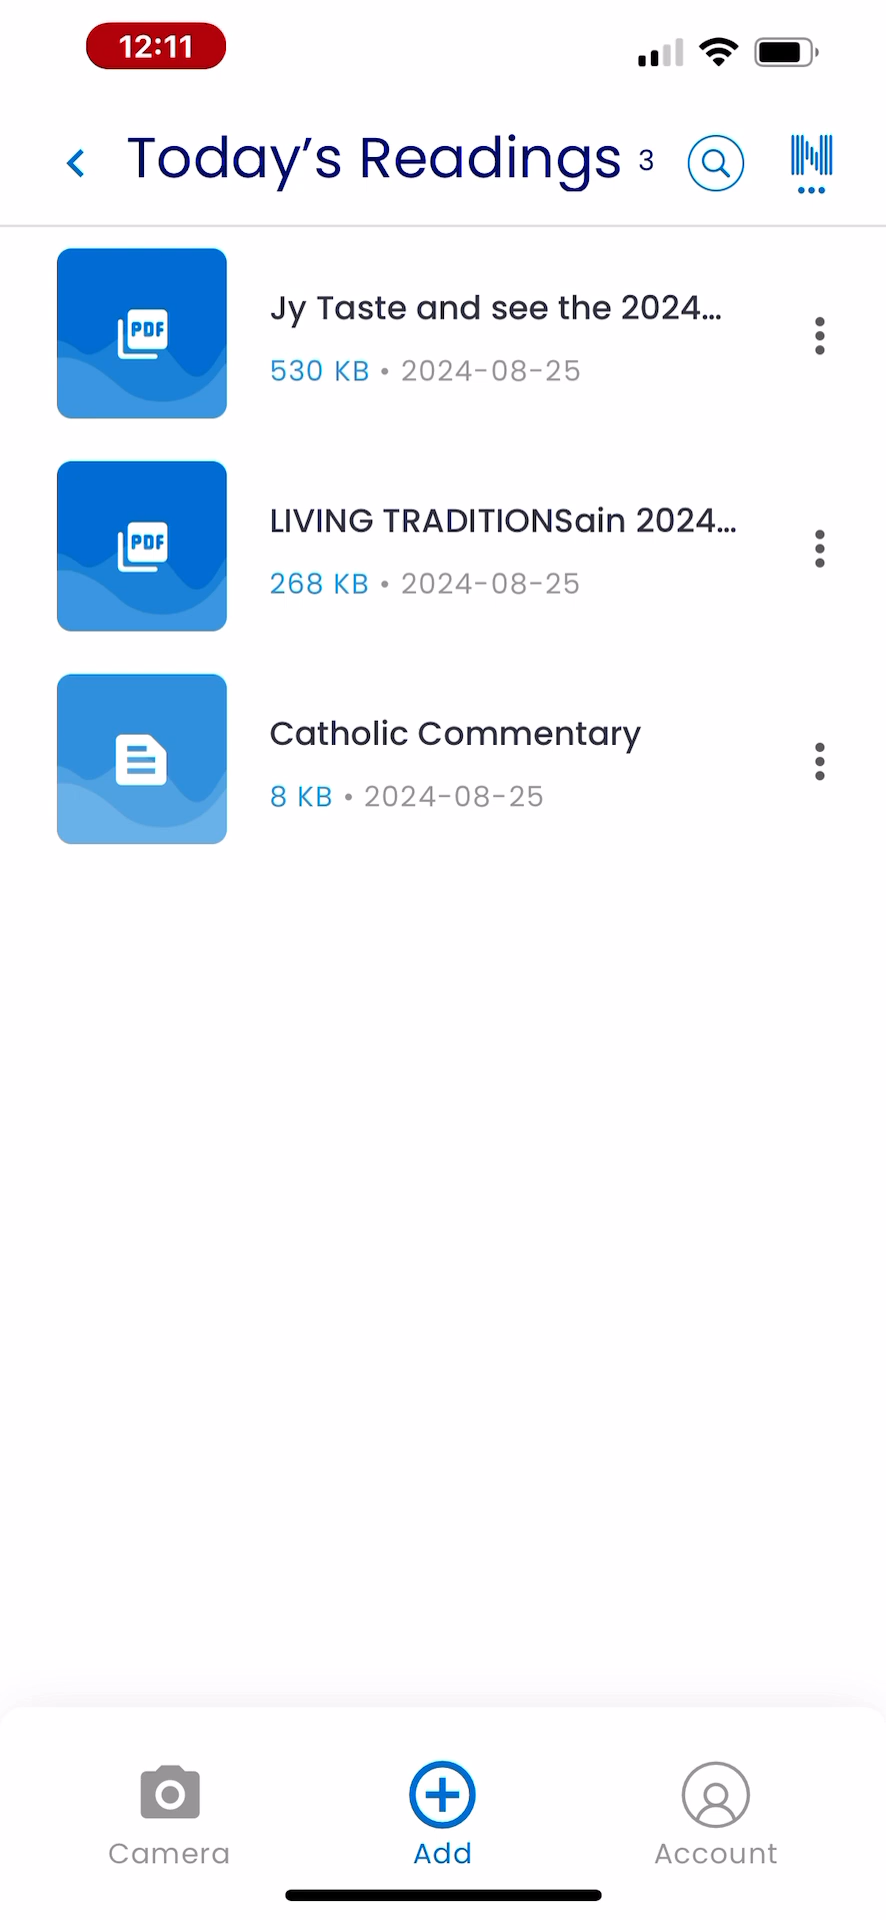 12:11
Today's Readings 3
Jy Taste and see the 2024...
530 KB • 2024-08-25
PDF
LIVING TRADITIONSain 2024...
268 KB • 2024-08-25
PDF
Catholic Commentary
8 KB • 2024-08-25
Camera
Add
Account